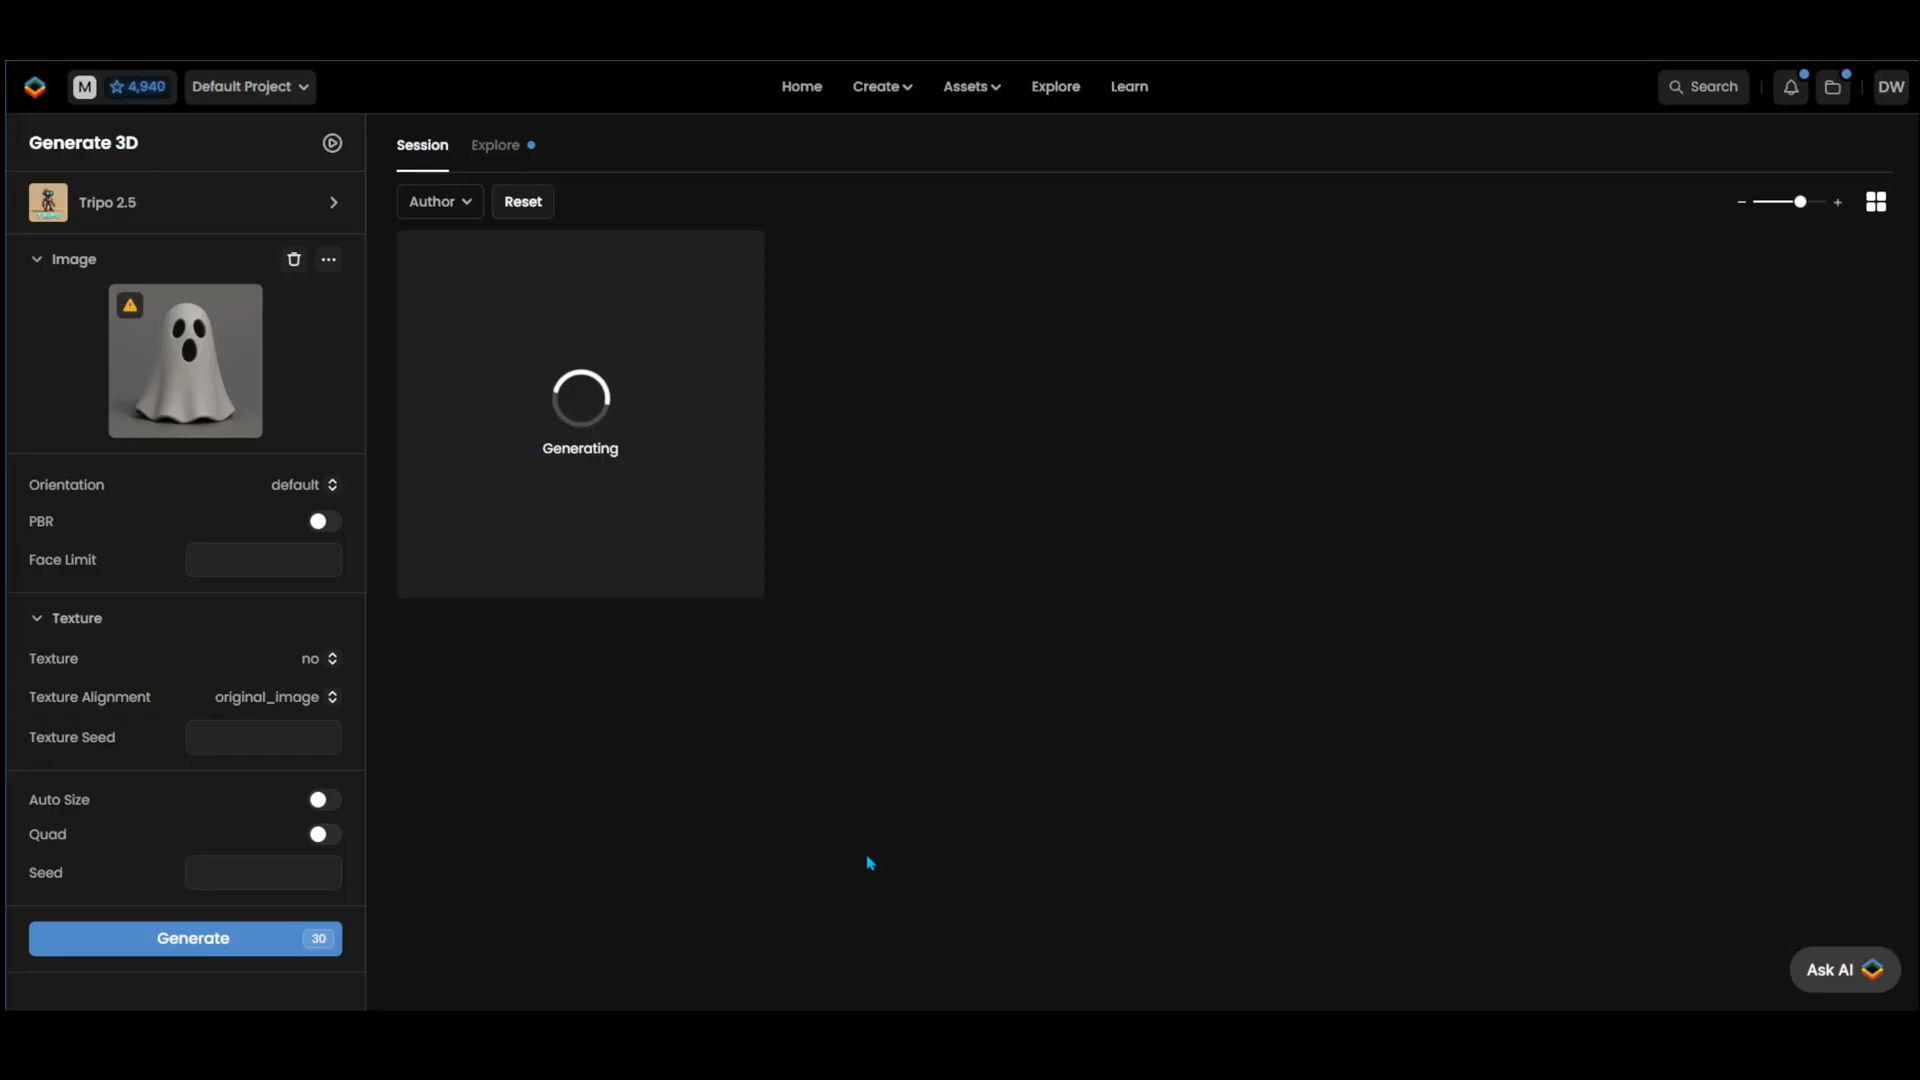 M 4,940 Default Project Home Create Assets Explore Learn Search DW
Generate 3D
Session Explore
Tripo 2.5
Author Reset
Image
Generating
Orientation default
PBR
Face Limit
Texture
Texture no
Texture Alignment original_image
Texture Seed
Auto Size
Quad
Seed
Generate 30
Ask AI